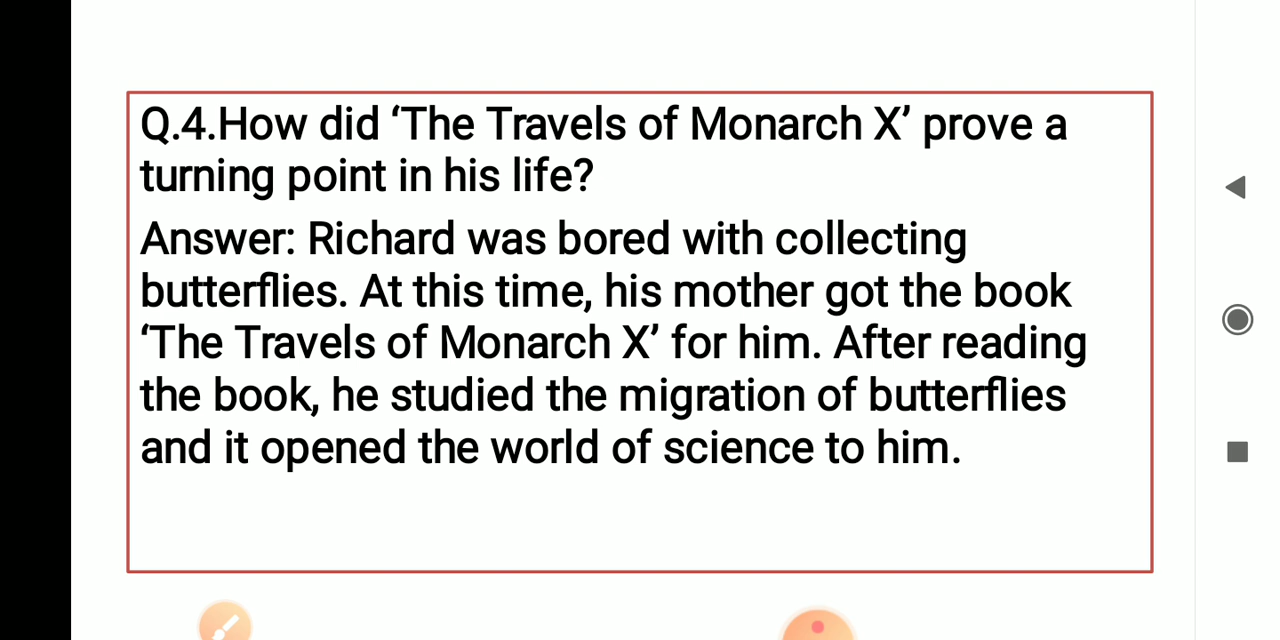 Q.4.How did ‘The Travels of Monarch X’ prove a
turning point in his life?
Answer: Richard was bored with collecting
butterflies. At this time, his mother got the book
‘The Travels of Monarch X’ for him. After reading
the book, he studied the migration of butterflies
and it opened the world of science to him.